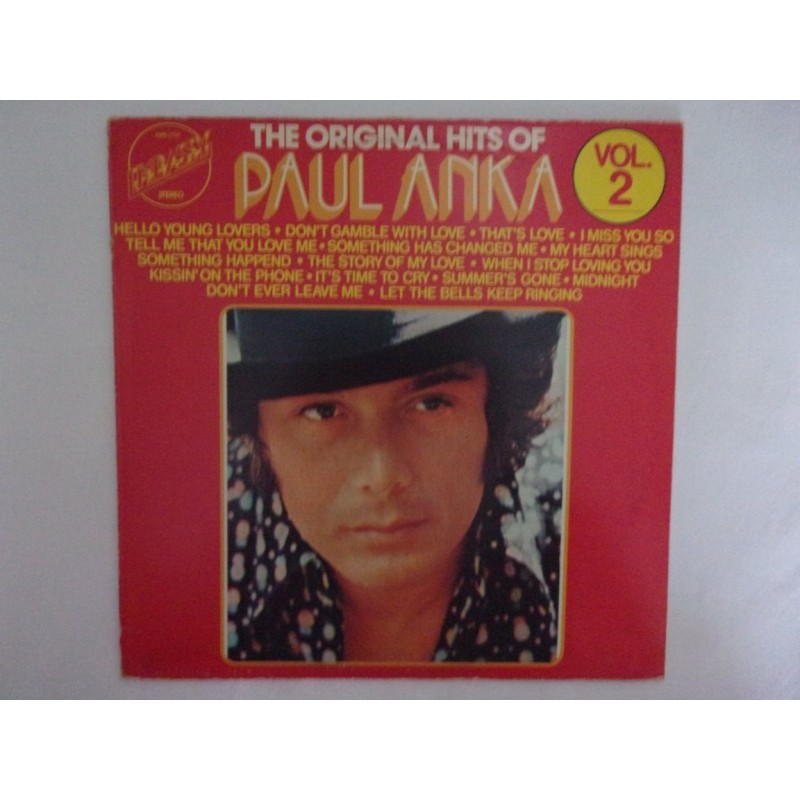 THE ORIGINAL HITS OF
PAUL ANKA
VOL.
2
STEREO
HELLO YOUNG LOVERS • DON'T GAMBLE WITH LOVE • THAT'S LOVE • I MISS YOU SO
TELL ME THAT YOU LOVE ME • SOMETHING HAS CHANGED ME • MY HEART SINGS
SOMETHING HAPPEND • THE STORY OF MY LOVE • WHEN I STOP LOVING YOU
KISSIN' ON THE PHONE • IT'S TIME TO CRY • SUMMER'S GONE • MIDNIGHT
DON'T EVER LEAVE ME • LET THE BELLS KEEP RINGING